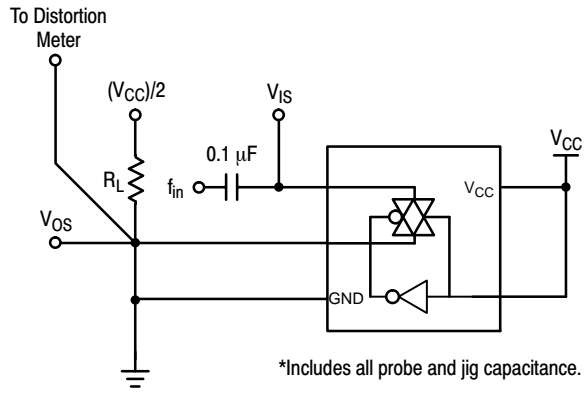 To Distortion
Meter
(VCC)/2
VIS
0.1 μF
VCC
RL
fin
VCC
VOS
GND
*Includes all probe and jig capacitance.